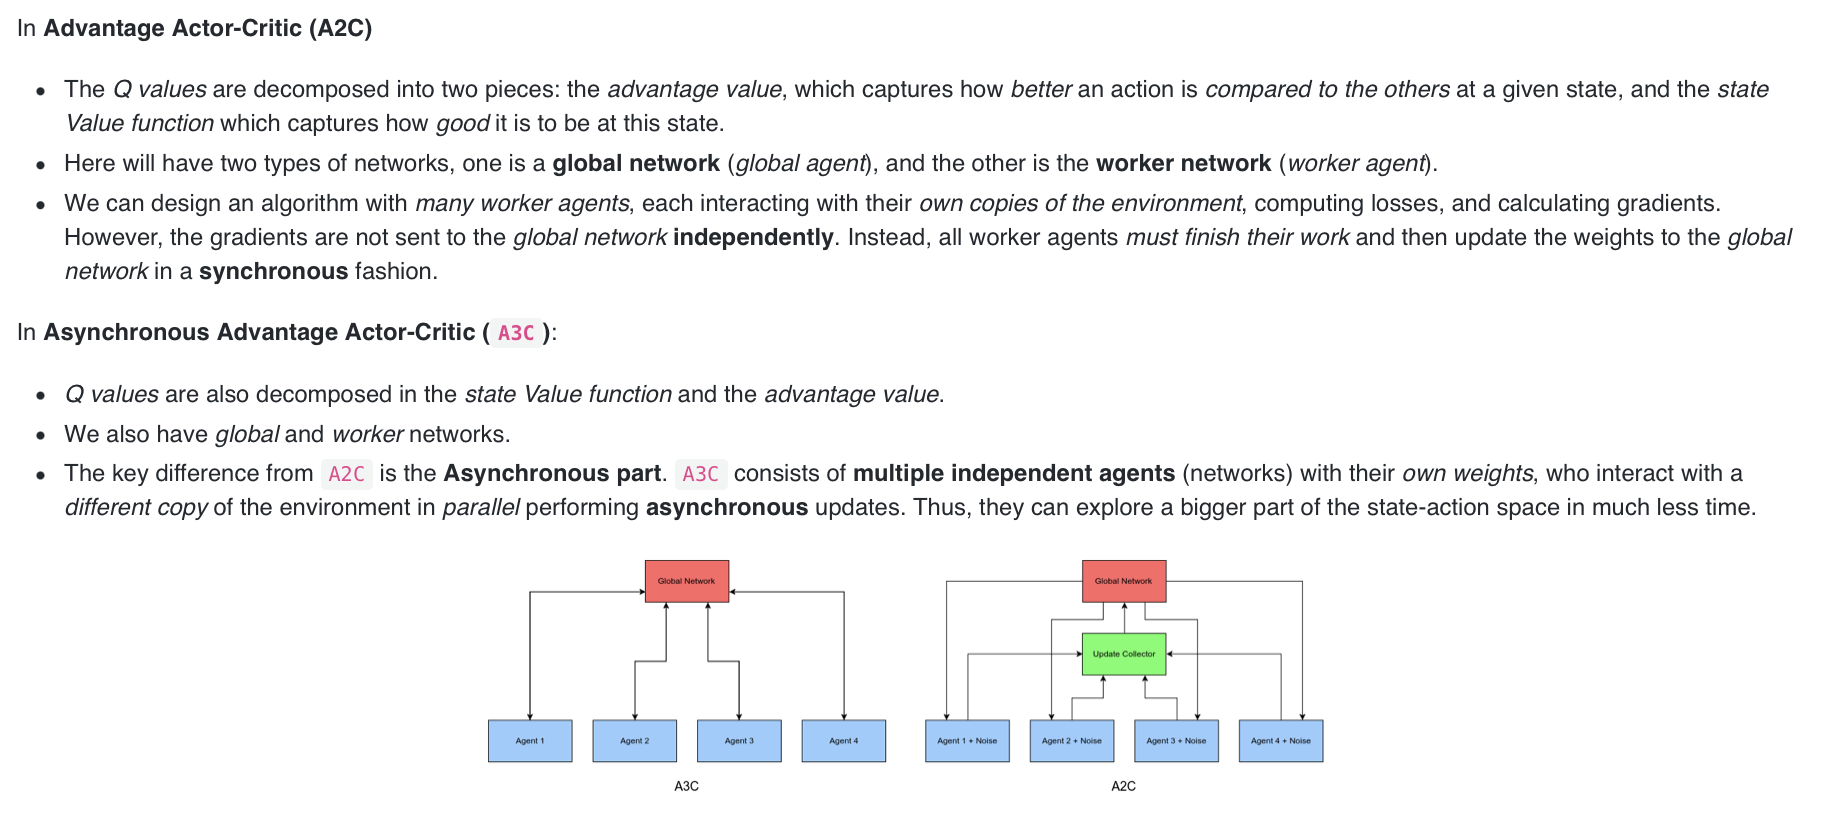 In Advantage Actor-Critic (A2C)
The Q values are decomposed into two pieces: the advantage value, which captures how better an action is compared to the others at a given state, and the state
Value function which captures how good it is to be at this state.
Here will have two types of networks, one is a global network (global agent), and the other is the worker network (worker agent).
We can design an algorithm with many worker agents, each interacting with their own copies of the environment, computing losses, and calculating gradients.
However, the gradients are not sent to the global network independently. Instead, all worker agents must finish their work and then update the weights to the global
network in a synchronous fashion.
In Asynchronous Advantage Actor-Critic ( A3C ):
Q values are also decomposed in the state Value function and the advantage value.
We also have global and worker networks.
The key difference from A2C is the Asynchronous part. A3C consists of multiple independent agents (networks) with their own weights, who interact with a
different copy of the environment in parallel performing asynchronous updates. Thus, they can explore a bigger part of the state-action space in much less time.
Global Network
Agent 1
Agent 2
Agent 3
Agent 4
A3C
Global Network
Update Collector
Agent 1 + Noise
Agent 2 + Noise
Agent 3 + Noise
Agent 4 + Noise
A2C